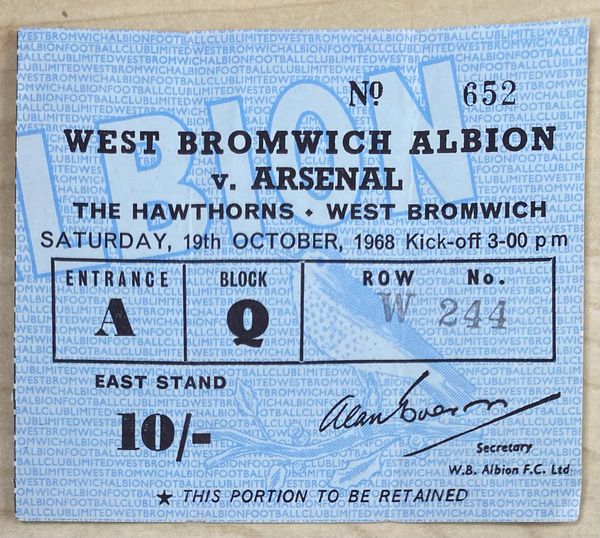 Nº 652
ALBION
WEST BROMWICH ALBION
v. ARSENAL
THE HAWTHORNS • WEST BROMWICH
SATURDAY, 19th OCTOBER, 1968 Kick-off 3-00 pm
ENTRANCE BLOCK ROW No.
A Q W 244
EAST STAND
10/-
Alan Everiss
Secretary
W.B. Albion F.C. Ltd
★ THIS PORTION TO BE RETAINED